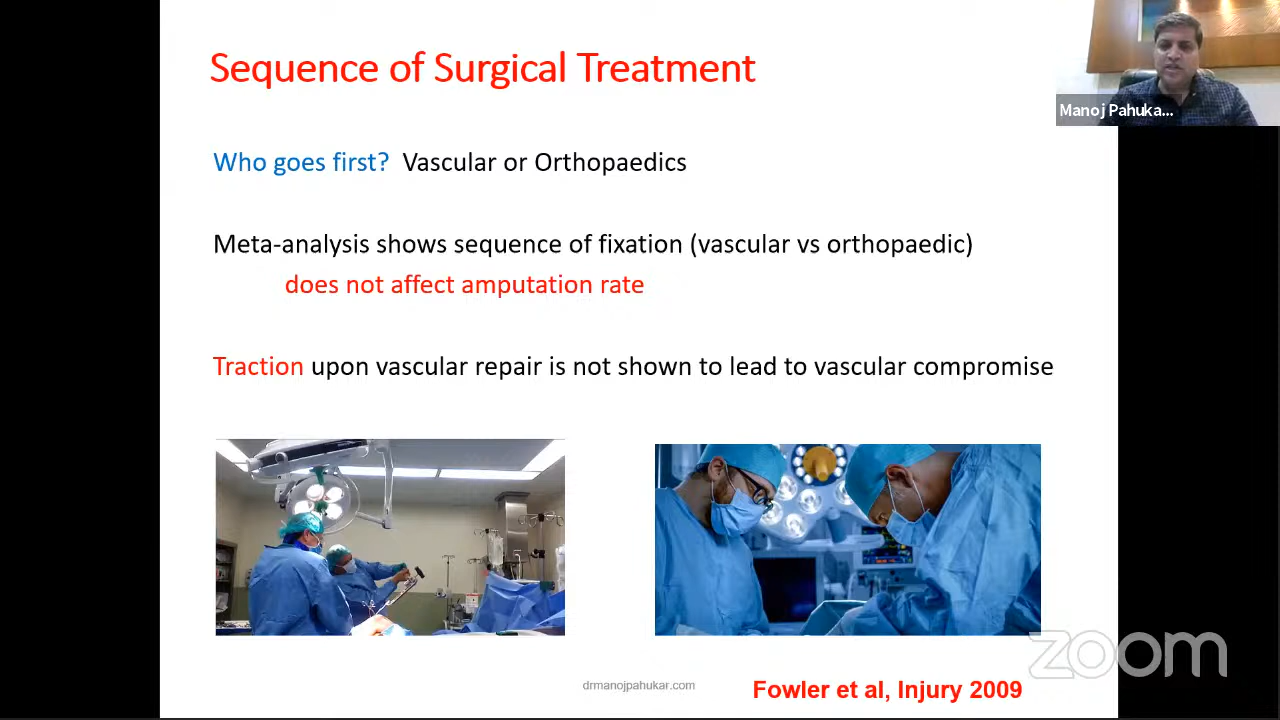 Sequence of Surgical Treatment
Manoj Pahuka...
Who goes first? Vascular or Orthopaedics
Meta-analysis shows sequence of fixation (vascular vs orthopaedic)
does not affect amputation rate
Traction upon vascular repair is not shown to lead to vascular compromise
zoom
drmanojpahukar.com
Fowler et al, Injury 2009